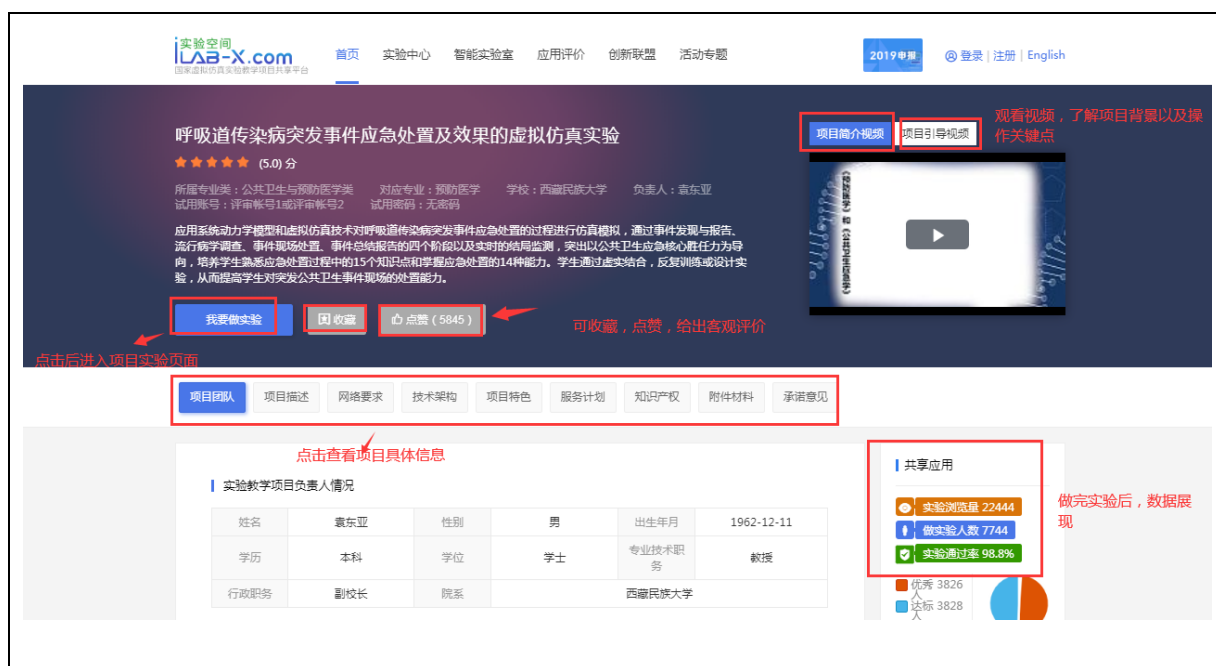 实验空间
iLAB-X.com
国家虚拟仿真实验教学项目共享平台
首页 实验中心 智能实验室 应用评价 创新联盟 活动专题
2019申报
登录 | 注册 | English
呼吸道传染病突发事件应急处置及效果的虚拟仿真实验
(5.0) 分
所属专业类：公共卫生与预防医学类 对应专业：预防医学 学校：西藏民族大学 负责人：袁东亚
试用账号：评审帐号1或评审帐号2 试用密码：无密码
应用系统动力学模型和虚拟仿真技术对呼吸道传染病突发事件应急处置的过程进行仿真模拟，通过事件发现与报告、
流行病学调查、事件现场处置、事件总结报告的四个阶段以及实时的结局监测，突出以公共卫生应急核心胜任力为导
向，培养学生熟悉应急处置过程中的15个知识点和掌握应急处置的14种能力。学生通过虚实结合，反复训练或设计实
验，从而提高学生对突发公共卫生事件现场的处置能力。
我要做实验 收藏 点赞（5845）
可收藏，点赞，给出客观评价
点击后进入项目实验页面
项目简介视频 项目引导视频
观看视频，了解项目背景以及操
作关键点
《预防医学》和《公共卫生应急学》
项目团队 项目描述 网络要求 技术架构 项目特色 服务计划 知识产权 附件材料 承诺意见
点击查看项目具体信息
实验教学项目负责人情况
姓名 袁东亚 性别 男 出生年月 1962-12-11
学历 本科 学位 学士 专业技术职
务
教授
行政职务 副校长 院系 西藏民族大学
共享应用
实验浏览量 22444
做实验人数 7744
实验通过率 98.8%
做完实验后，数据展
现
优秀 3826
人
达标 3828
人